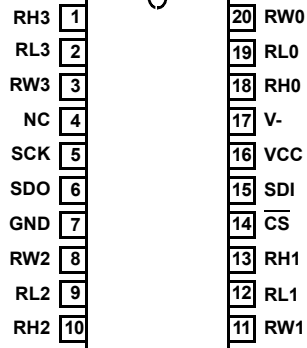 RH3 1 20 RW0
RL3 2 19 RL0
RW3 3 18 RH0
NC 4 17 V-
SCK 5 16 VCC
SDO 6 15 SDI
GND 7 14 C̅S̅
RW2 8 13 RH1
RL2 9 12 RL1
RH2 10 11 RW1